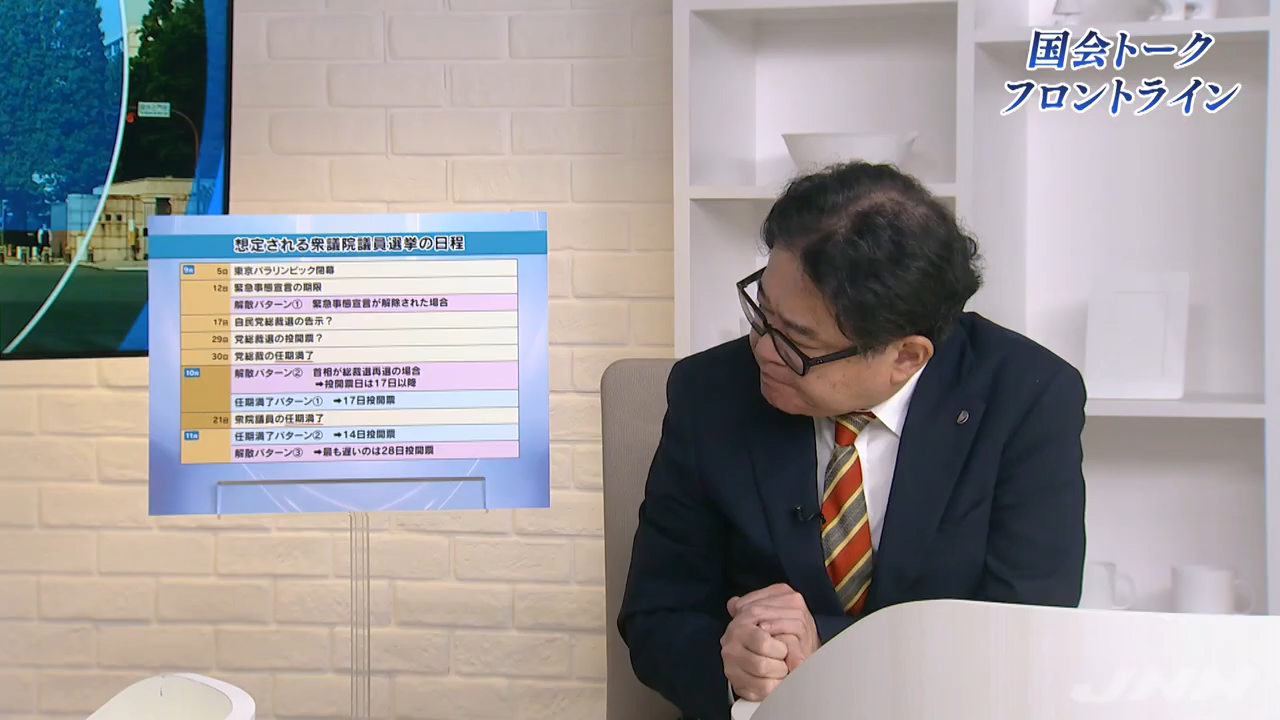 国会トーク
フロントライン
想定される衆議院議員選挙の日程
9月 5日 東京パラリンピック閉幕
12日 緊急事態宣言の期限
解散パターン① 緊急事態宣言が解除された場合
17日 自民党総裁選の告示？
29日 党総裁選の投開票？
30日 党総裁の任期満了
10月 解散パターン② 首相が総裁選再選の場合
➡投開票日は17日以降
任期満了パターン① ➡17日投開票
21日 衆院議員の任期満了
11月 任期満了パターン② ➡14日投開票
解散パターン③ ➡最も遅いのは28日投開票
JNN